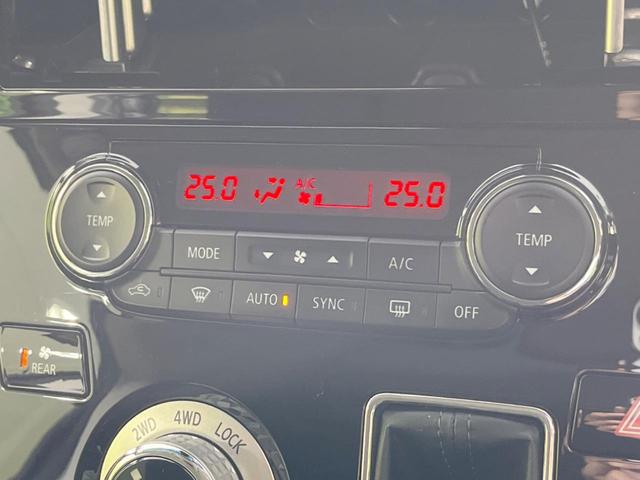 25.0 A/C 25.0
TEMP
TEMP
MODE
A/C
AUTO
SYNC
OFF
REAR
2WD 4WD LOCK